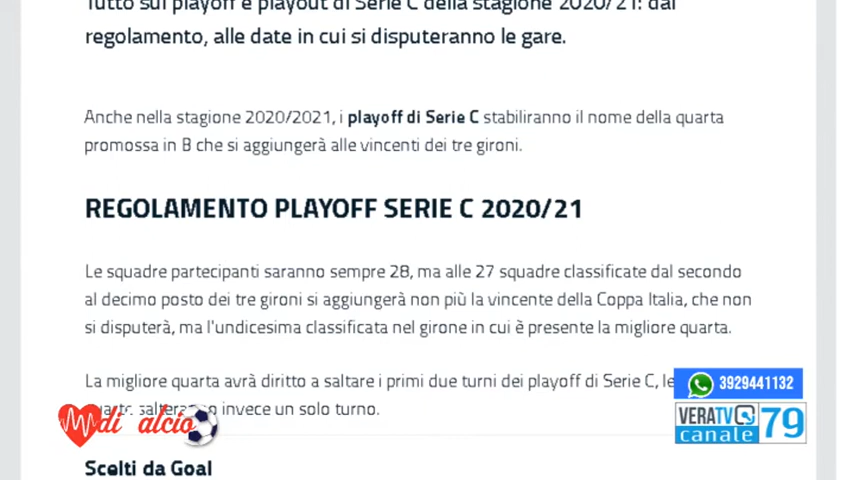 Tutto sui playoff e playout di Serie C della stagione 2020/21: dal
regolamento, alle date in cui si disputeranno le gare.
Anche nella stagione 2020/2021, i playoff di Serie C stabiliranno il nome della quarta
promossa in B che si aggiungerà alle vincenti dei tre gironi.
REGOLAMENTO PLAYOFF SERIE C 2020/21
Le squadre partecipanti saranno sempre 28, ma alle 27 squadre classificate dal secondo
al decimo posto dei tre gironi si aggiungerà non più la vincente della Coppa Italia, che non
si disputerà, ma l'undicesima classificata nel girone in cui è presente la migliore quarta.
La migliore quarta avrà diritto a saltare i primi due turni dei playoff di Serie C, le
invece un solo turno.
di alcio
3929441132
VERATV
canale 79
Scelti da Goal